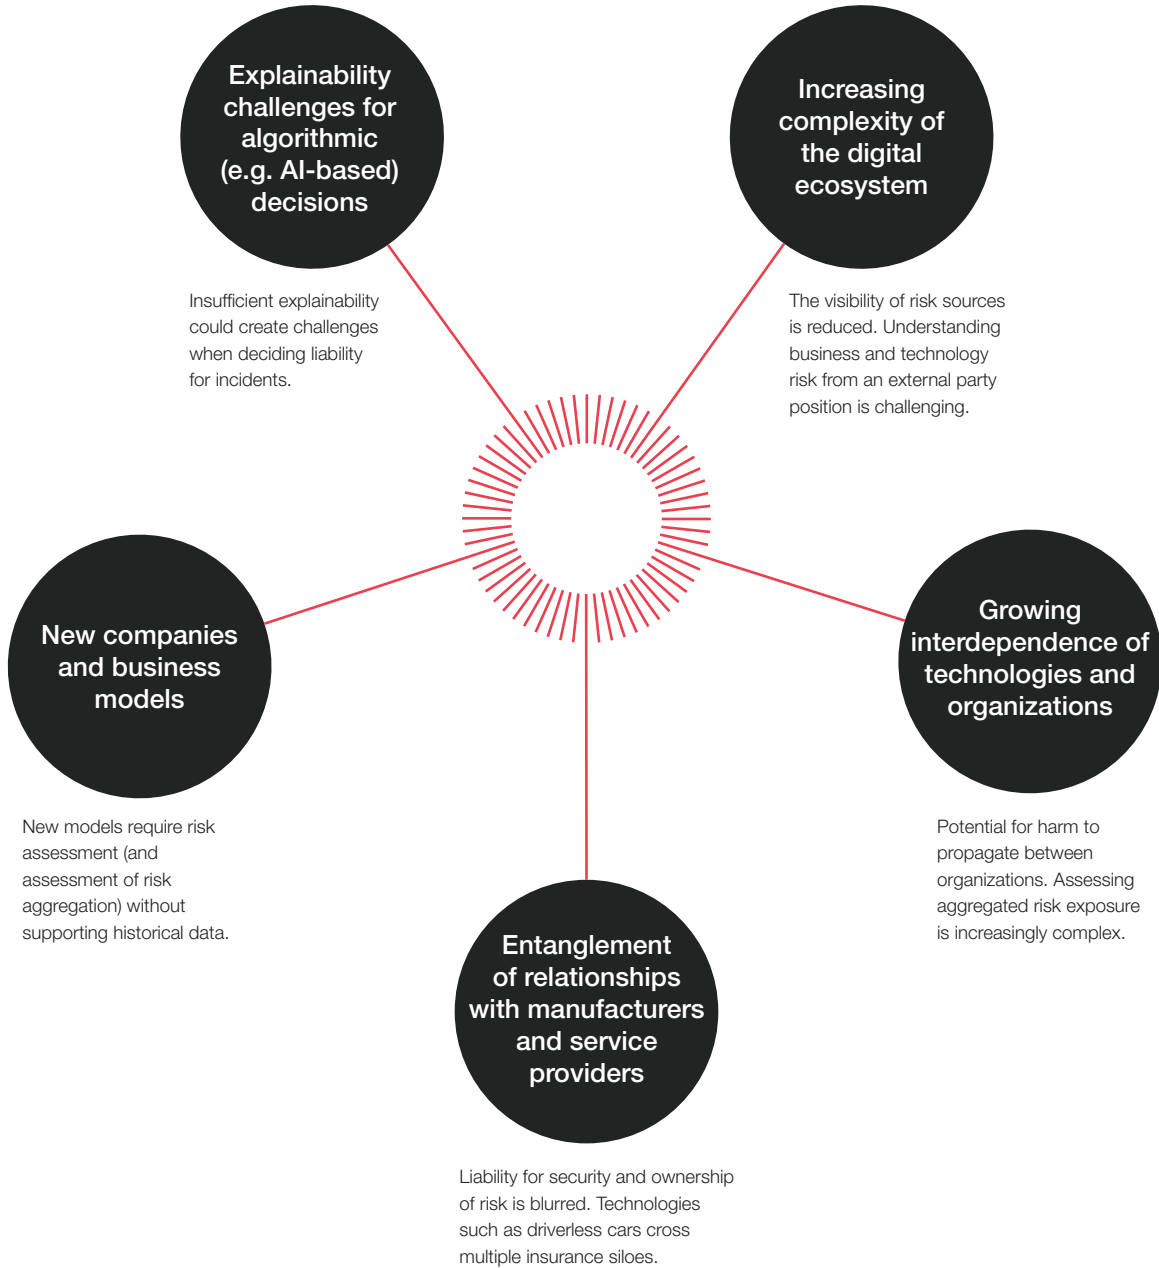 Explainability
challenges for
algorithmic
(e.g. AI-based)
decisions
Insufficient explainability
could create challenges
when deciding liability
for incidents.
Increasing
complexity of
the digital
ecosystem
The visibility of risk sources
is reduced. Understanding
business and technology
risk from an external party
position is challenging.
New companies
and business
models
New models require risk
assessment (and
assessment of risk
aggregation) without
supporting historical data.
Growing
interdependence of
technologies and
organizations
Potential for harm to
propagate between
organizations. Assessing
aggregated risk exposure
is increasingly complex.
Entanglement
of relationships
with manufacturers
and service
providers
Liability for security and ownership
of risk is blurred. Technologies
such as driverless cars cross
multiple insurance siloes.